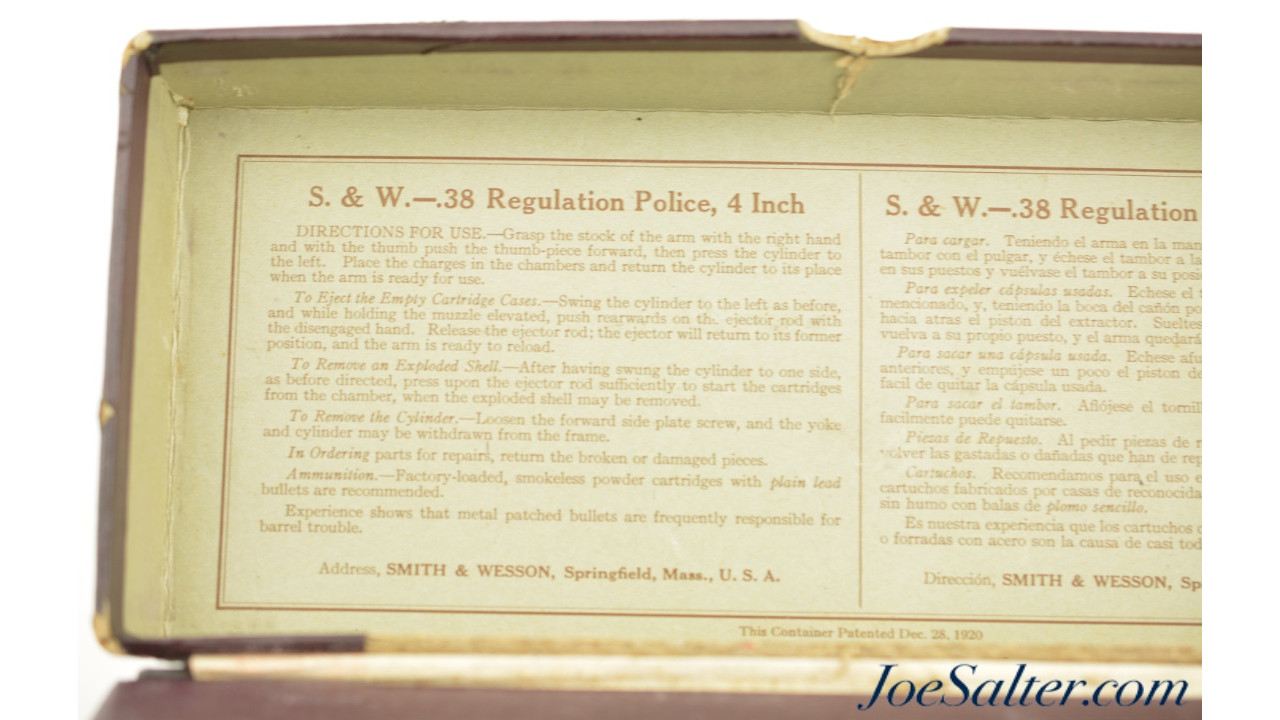 S. & W.—.38 Regulation Police, 4 Inch
DIRECTIONS FOR USE.—Grasp the stock of the arm with the right hand
and with the thumb push the thumb-piece forward, then press the cylinder to
the left. Place the charges in the chambers and return the cylinder to its place
when the arm is ready for use.
To Eject the Empty Cartridge Cases.—Swing the cylinder to the left as before,
and while holding the muzzle elevated, push rearwards on the ejector rod with
the disengaged hand. Release the ejector rod; the ejector will return to its former
position, and the arm is ready to reload.
To Remove an Exploded Shell.—After having swung the cylinder to one side,
as before directed, press upon the ejector rod sufficiently to start the cartridges
from the chamber, when the exploded shell may be removed.
To Remove the Cylinder.—Loosen the forward side plate screw, and the yoke
and cylinder may be withdrawn from the frame.
In Ordering parts for repairs, return the broken or damaged pieces.
Ammunition.—Factory-loaded, smokeless powder cartridges with plain lead
bullets are recommended.
Experience shows that metal patched bullets are frequently responsible for
barrel trouble.
Address, SMITH & WESSON, Springfield, Mass., U. S. A.
S. & W.—.38 Regulation
Para cargar. Teniendo el arma en la
tambor con el pulgar, y échese el tambor a
en sus puestos y vuélvase el tambor a su
Para expeler cápsulas usadas. Echese el
mencionado, y, teniendo la boca del cañón
hacia atras el piston del extractor.
vuelva a su propio puesto, y el arma quedará
Para sacar una cápsula usada. Echese
anteriores, y empújese un poco el piston
facil de quitar la cápsula usada.
Para sacar el tambor. Aflójese el
facilmente puede quitarse.
Piezas de Repuesto. Al pedir piezas de
volver las gastadas o dañadas que han de
Cartuchos. Recomendamos para el uso
cartuchos fabricados por casas de
sin humo con balas de plomo sencillo.
Es nuestra experiencia que los cartuchos
o forradas con acero son la causa de casi
Dirección, SMITH & WESSON,
This Container Patented Dec. 28, 1920
JoeSalter.com